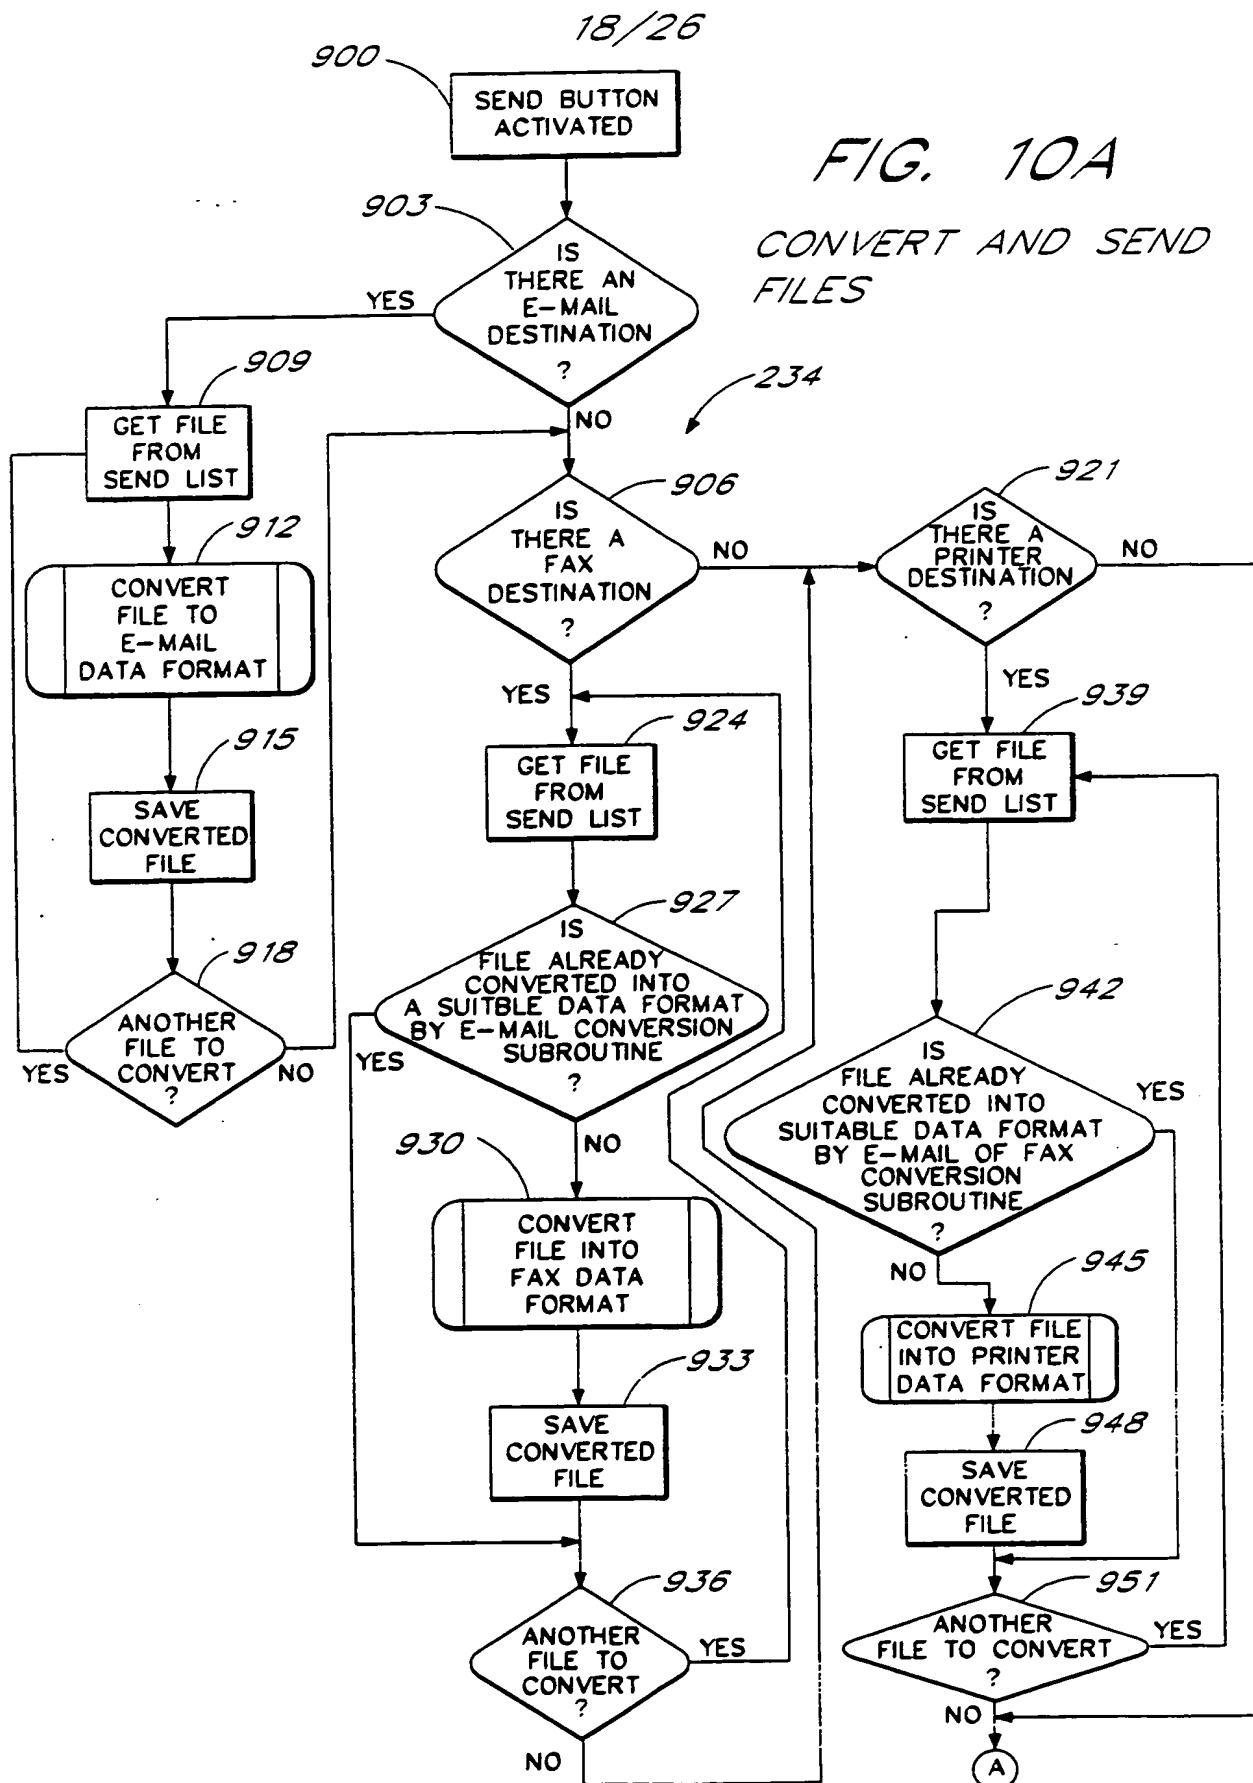 18/26
900
SEND BUTTON
ACTIVATED
FIG. 10A
CONVERT AND SEND
FILES
903
IS
THERE AN
E-MAIL
DESTINATION
?
YES
NO
234
909
GET FILE
FROM
SEND LIST
912
CONVERT
FILE TO
E-MAIL
DATA FORMAT
915
SAVE
CONVERTED
FILE
918
ANOTHER
FILE TO
CONVERT
?
YES
NO
906
IS
THERE A
FAX
DESTINATION
?
NO
YES
924
GET FILE
FROM
SEND LIST
927
IS
FILE ALREADY
CONVERTED INTO
A SUITBLE DATA FORMAT
BY E-MAIL CONVERSION
SUBROUTINE
?
YES
NO
930
CONVERT
FILE INTO
FAX DATA
FORMAT
933
SAVE
CONVERTED
FILE
936
ANOTHER
FILE TO
CONVERT
?
YES
NO
921
IS
THERE A
PRINTER
DESTINATION
?
NO
YES
939
GET FILE
FROM
SEND LIST
942
IS
FILE ALREADY
CONVERTED INTO
SUITABLE DATA FORMAT
BY E-MAIL OF FAX
CONVERSION
SUBROUTINE
?
YES
NO
945
CONVERT FILE
INTO PRINTER
DATA FORMAT
948
SAVE
CONVERTED
FILE
951
ANOTHER
FILE TO CONVERT
?
YES
NO
A